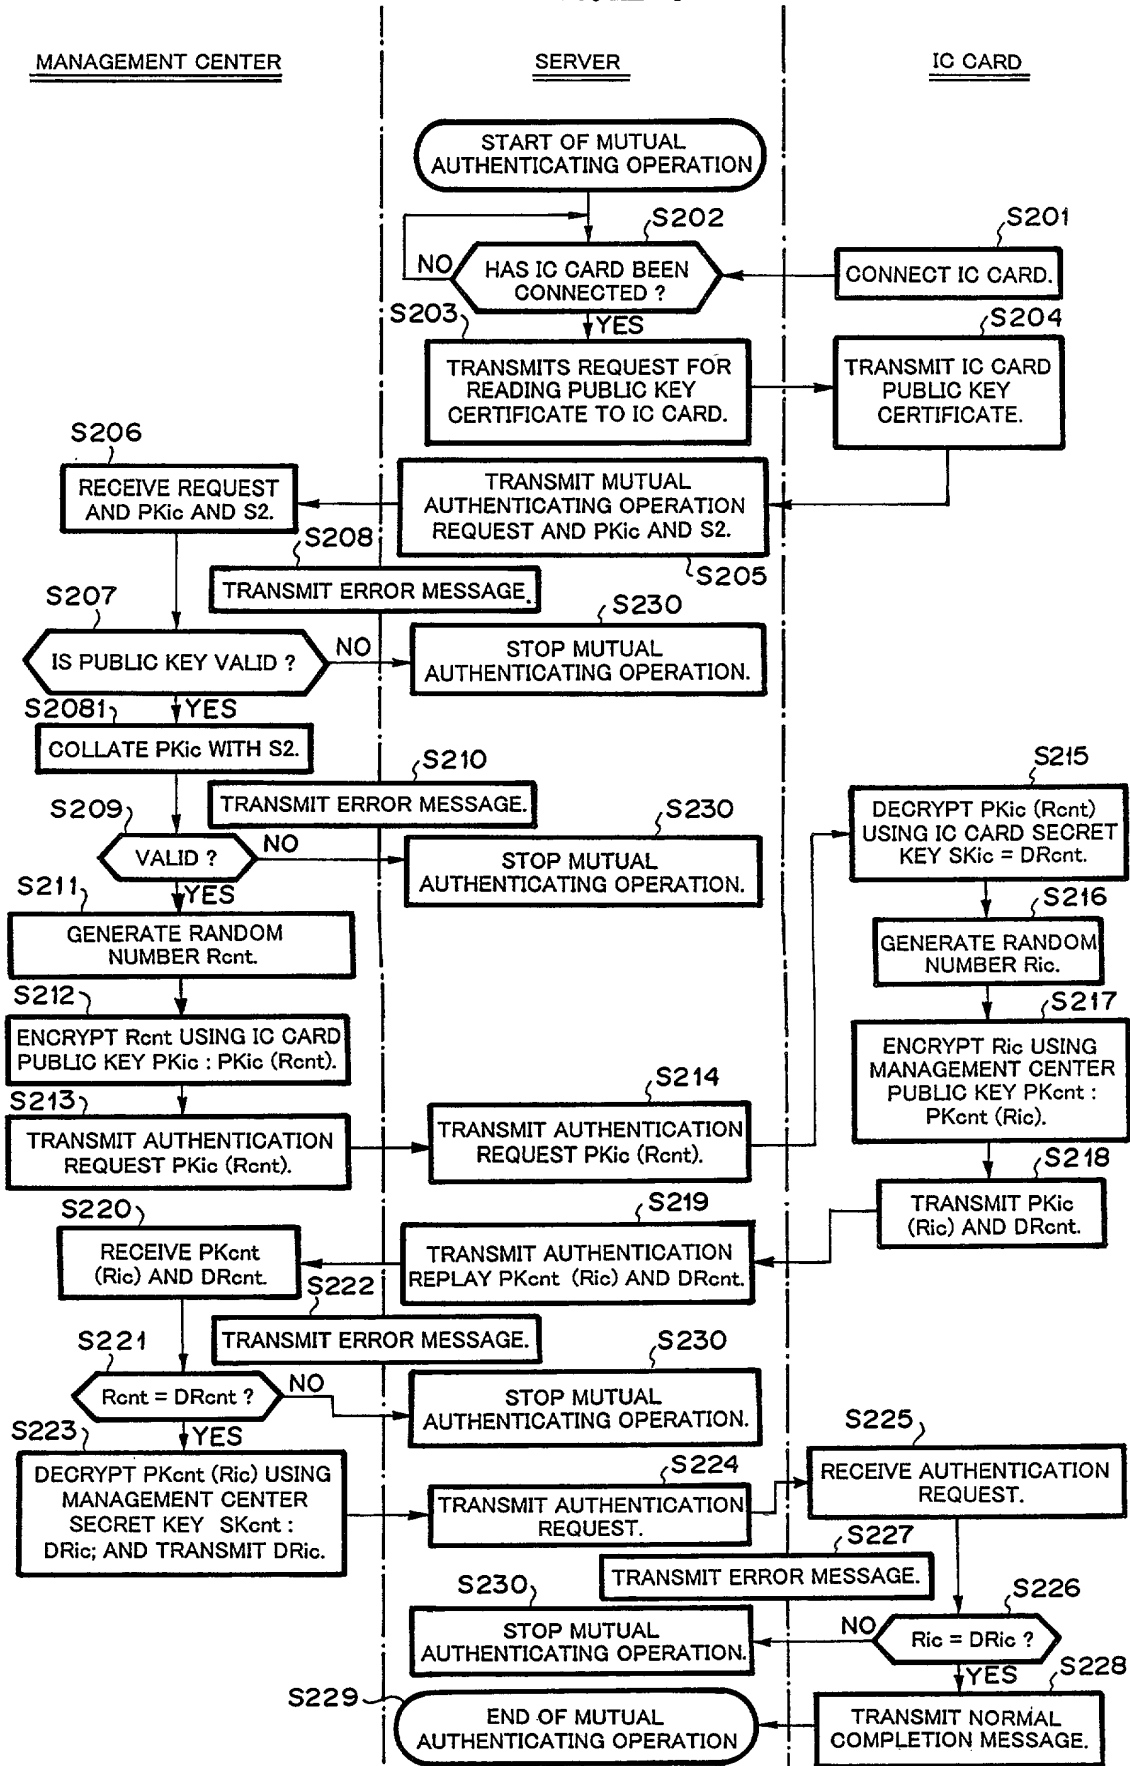 MANAGEMENT CENTER
SERVER
IC CARD
START OF MUTUAL
AUTHENTICATING OPERATION
S202
S201
NO
HAS IC CARD BEEN
CONNECTED ?
CONNECT IC CARD.
S203
YES
S204
TRANSMITS REQUEST FOR
READING PUBLIC KEY
CERTIFICATE TO IC CARD.
TRANSMIT IC CARD
PUBLIC KEY
CERTIFICATE.
S206
RECEIVE REQUEST
AND PKic AND S2.
TRANSMIT MUTUAL
AUTHENTICATING OPERATION
REQUEST AND PKic AND S2.
S205
S208
TRANSMIT ERROR MESSAGE.
S207
S230
IS PUBLIC KEY VALID ?
NO
STOP MUTUAL
AUTHENTICATING OPERATION.
S2081
YES
COLLATE PKic WITH S2.
S210
TRANSMIT ERROR MESSAGE.
S209
S230
VALID ?
NO
STOP MUTUAL
AUTHENTICATING OPERATION.
S211
YES
GENERATE RANDOM
NUMBER Rcnt.
S212
ENCRYPT Rcnt USING IC CARD
PUBLIC KEY PKic : PKic (Rcnt).
S213
TRANSMIT AUTHENTICATION
REQUEST PKic (Rcnt).
S214
TRANSMIT AUTHENTICATION
REQUEST PKic (Rcnt).
S215
DECRYPT PKic (Rcnt)
USING IC CARD SECRET
KEY SKic = DRcnt.
S216
GENERATE RANDOM
NUMBER Ric.
S217
ENCRYPT Ric USING
MANAGEMENT CENTER
PUBLIC KEY PKcnt :
PKcnt (Ric).
S218
TRANSMIT PKic
(Ric) AND DRcnt.
S219
TRANSMIT AUTHENTICATION
REPLAY PKcnt (Ric) AND DRcnt.
S220
RECEIVE PKcnt
(Ric) AND DRcnt.
S222
TRANSMIT ERROR MESSAGE.
S221
S230
Rcnt = DRcnt ?
NO
STOP MUTUAL
AUTHENTICATING OPERATION.
S223
YES
DECRYPT PKcnt (Ric) USING
MANAGEMENT CENTER
SECRET KEY SKcnt :
DRic; AND TRANSMIT DRic.
S224
TRANSMIT AUTHENTICATION
REQUEST.
S225
RECEIVE AUTHENTICATION
REQUEST.
S227
TRANSMIT ERROR MESSAGE.
S230
S226
STOP MUTUAL
AUTHENTICATING OPERATION.
NO
Ric = DRic ?
YES
S228
S229
END OF MUTUAL
AUTHENTICATING OPERATION
TRANSMIT NORMAL
COMPLETION MESSAGE.